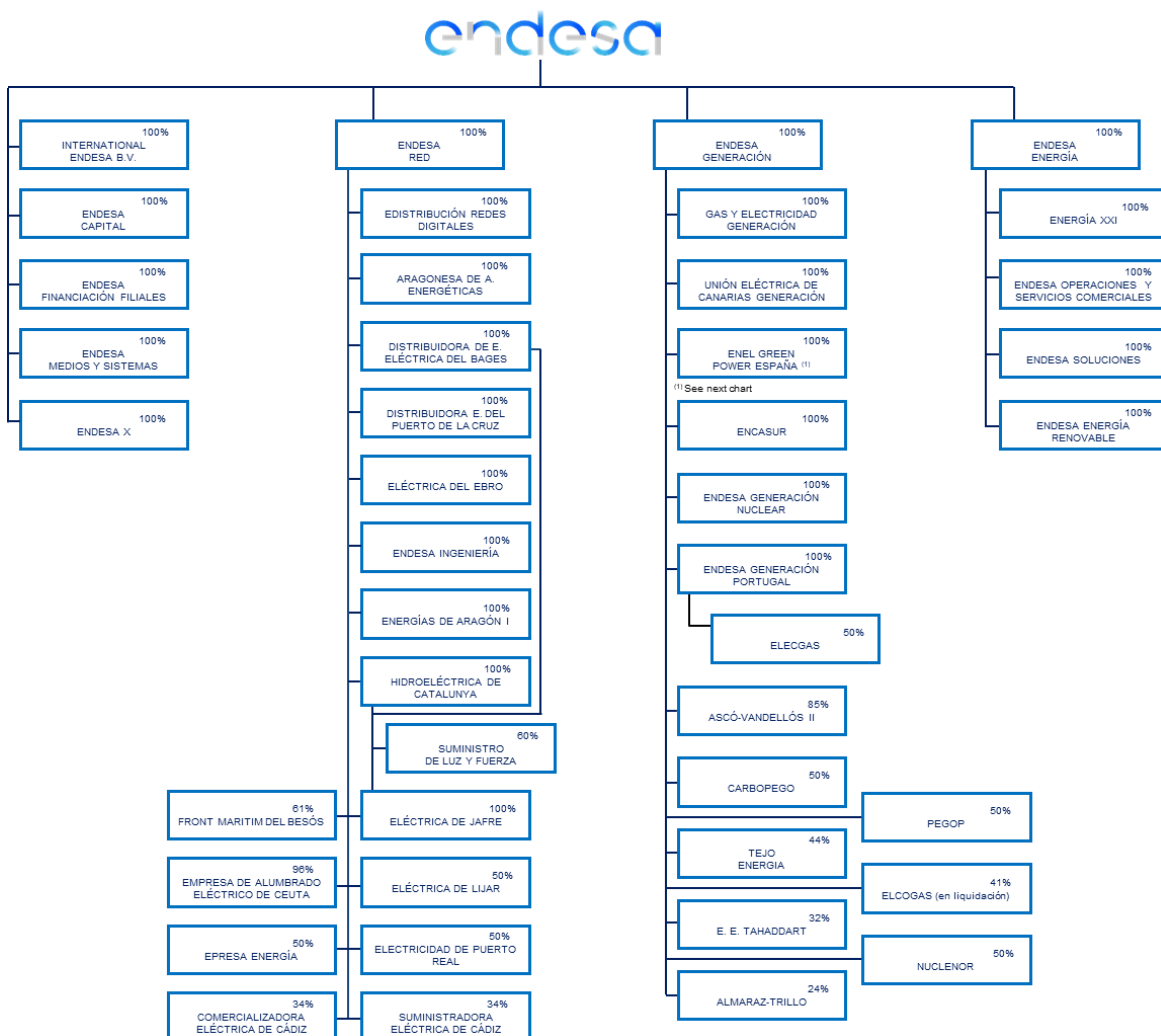 endesa
100%
INTERNATIONAL
ENDESA B.V.
100%
ENDESA
CAPITAL
100%
ENDESA
FINANCIACIÓN FILIALES
100%
ENDESA
MEDIOS Y SISTEMAS
100%
ENDESA X
100%
ENDESA
RED
100%
EDISTRIBUCIÓN REDES
DIGITALES
100%
ARAGONESA DE A.
ENERGÉTICAS
100%
DISTRIBUIDORA DE E.
ELÉCTRICA DEL BAGES
100%
DISTRIBUIDORA E. DEL
PUERTO DE LA CRUZ
100%
ELÉCTRICA DEL EBRO
100%
ENDESA INGENIERÍA
100%
ENERGÍAS DE ARAGÓN I
100%
HIDROELÉCTRICA DE
CATALUNYA
60%
SUMINISTRO
DE LUZ Y FUERZA
61%
FRONT MARITIM DEL BESÓS
100%
ELÉCTRICA DE JAFRE
96%
EMPRESA DE ALUMBRADO
ELÉCTRICO DE CEUTA
50%
ELÉCTRICA DE LIJAR
50%
EPRESA ENERGÍA
50%
ELECTRICIDAD DE PUERTO
REAL
34%
COMERCIALIZADORA
ELÉCTRICA DE CÁDIZ
34%
SUMINISTRADORA
ELÉCTRICA DE CÁDIZ
100%
ENDESA
GENERACIÓN
100%
GAS Y ELECTRICIDAD
GENERACIÓN
100%
UNIÓN ELÉCTRICA DE
CANARIAS GENERACIÓN
100%
ENEL GREEN
POWER ESPAÑA (1)
(1) See next chart
100%
ENCASUR
100%
ENDESA GENERACIÓN
NUCLEAR
100%
ENDESA GENERACIÓN
PORTUGAL
50%
ELECGAS
85%
ASCÓ-VANDELLÓS II
50%
CARBOPEGO
50%
PEGOP
44%
TEJO
ENERGIA
41%
ELCOGAS (en liquidación)
32%
E. E. TAHADDART
50%
NUCLENOR
24%
ALMARAZ-TRILLO
100%
ENDESA
ENERGÍA
100%
ENERGÍA XXI
100%
ENDESA OPERACIONES Y
SERVICIOS COMERCIALES
100%
ENDESA SOLUCIONES
100%
ENDESA ENERGÍA
RENOVABLE